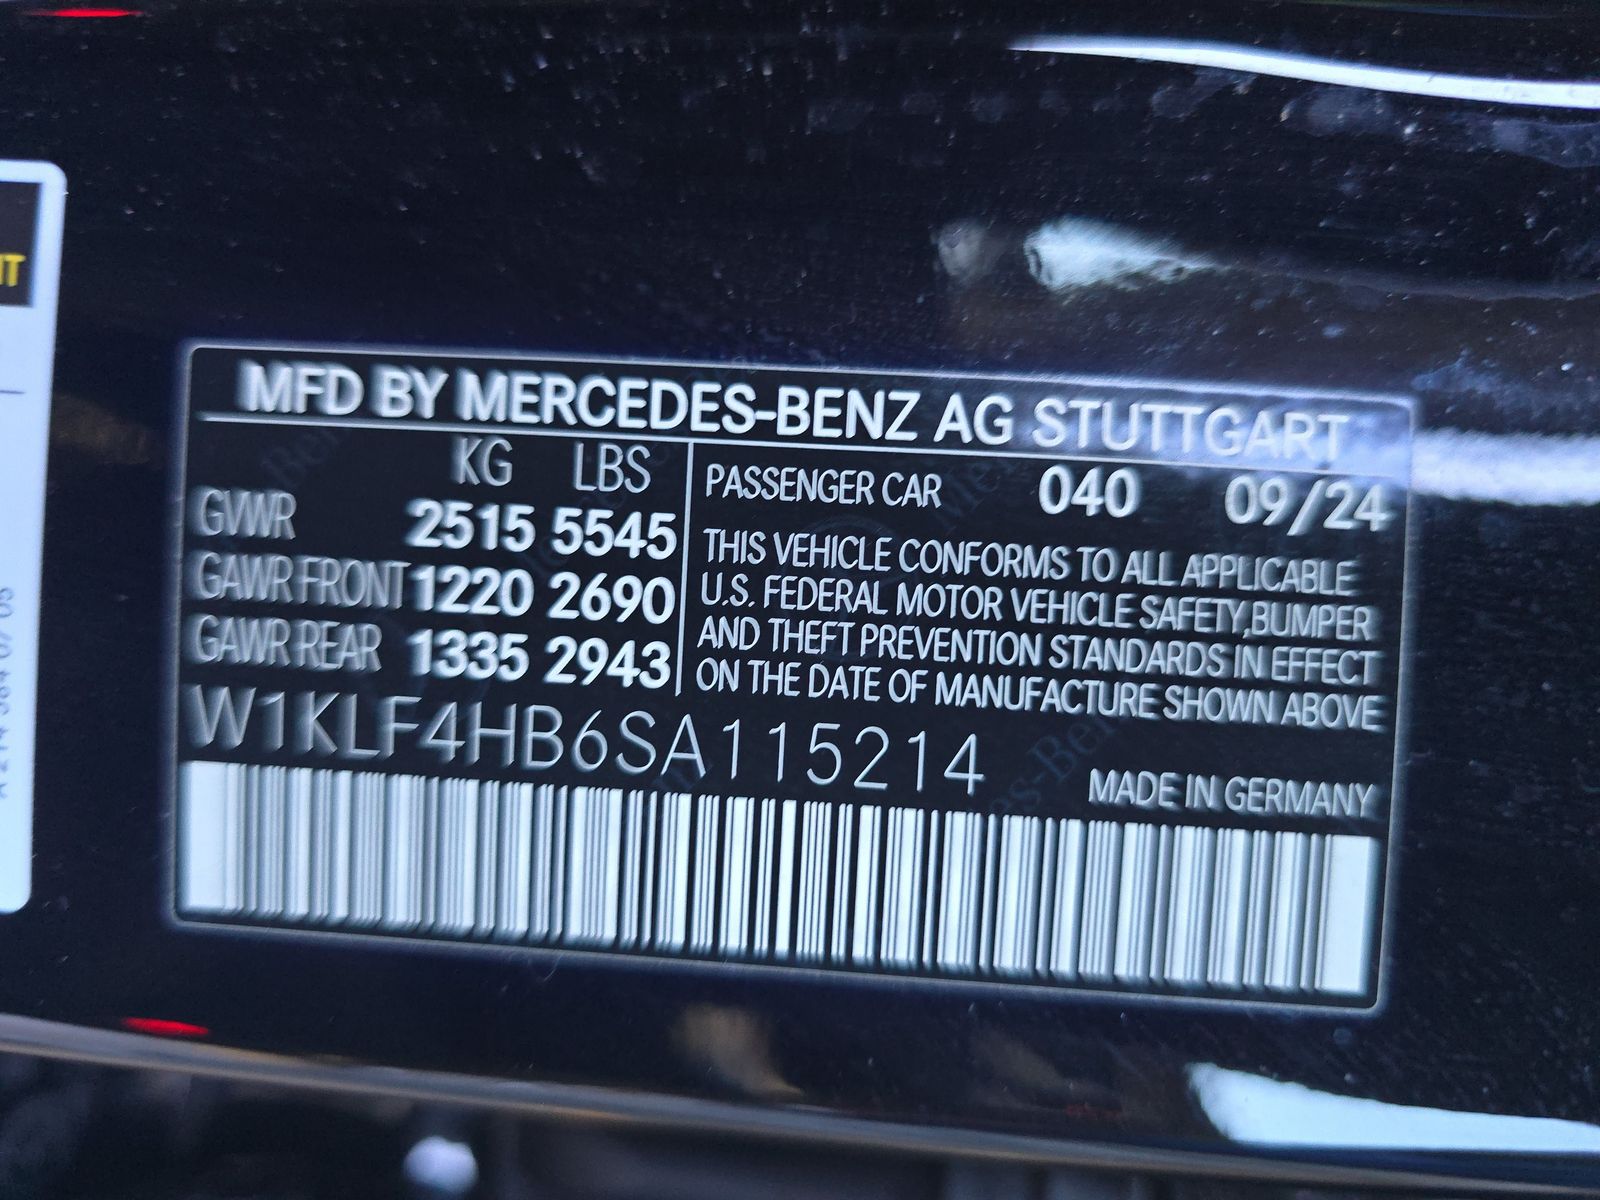 MFD BY MERCEDES-BENZ AG STUTTGART
KG LBS
GVWR 2515 5545
GAWR FRONT 1220 2690
GAWR REAR 1335 2943
PASSENGER CAR 040 09/24
THIS VEHICLE CONFORMS TO ALL APPLICABLE
U.S. FEDERAL MOTOR VEHICLE SAFETY,BUMPER
AND THEFT PREVENTION STANDARDS IN EFFECT
ON THE DATE OF MANUFACTURE SHOWN ABOVE
W1KLF4HB6SA115214
MADE IN GERMANY